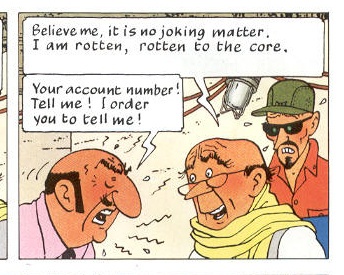 Believe me, it is no joking matter.
I am rotten, rotten to the core.
Your account number!
Tell me! I order
you to tell me!